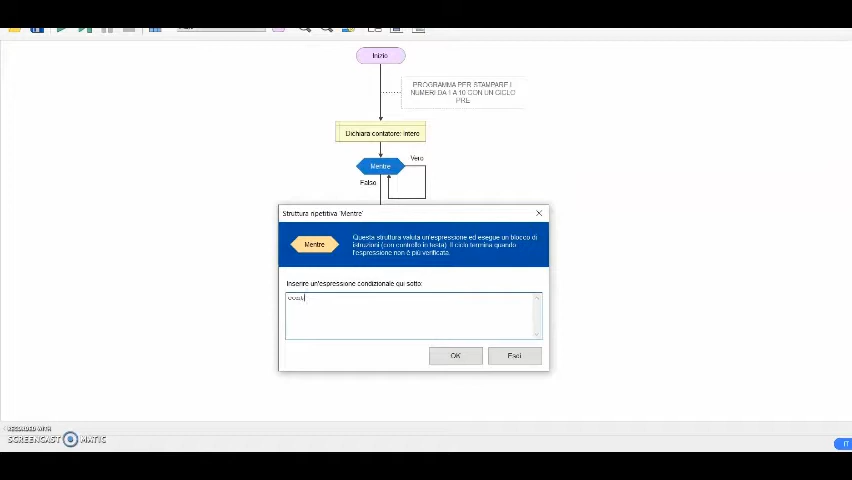 Inizio
PROGRAMMA PER STAMPARE I
NUMERI DA 1 A 10 CON UN CICLO
PRE
Dichiara contatore: Intero
Mentre
Vero
Falso
Struttura ripetitiva 'Mentre'
Mentre
Questa struttura valuta un'espressione ed esegue un blocco di
istruzioni (con controllo in testa). Il ciclo termina quando
l'espressione non è più verificata.
Inserire un'espressione condizionale qui sotto:
cont
OK
Esci
RECORDED WITH
SCREENCAST MATIC
IT